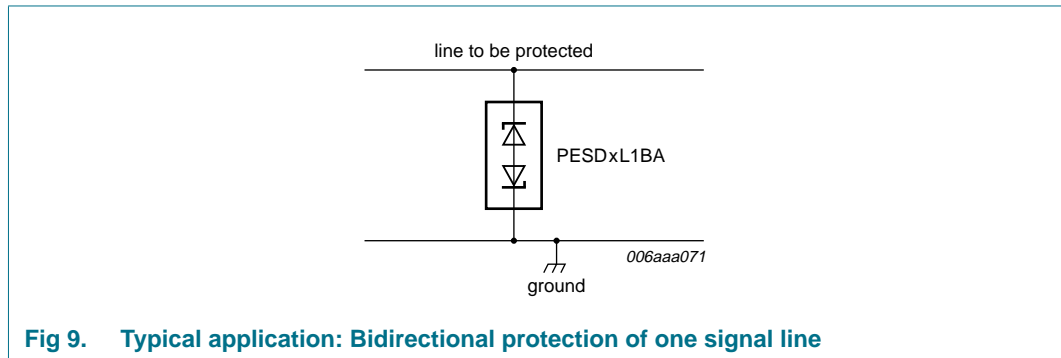 line to be protected
PESDxL1BA
006aaa071
ground
Fig 9. Typical application: Bidirectional protection of one signal line